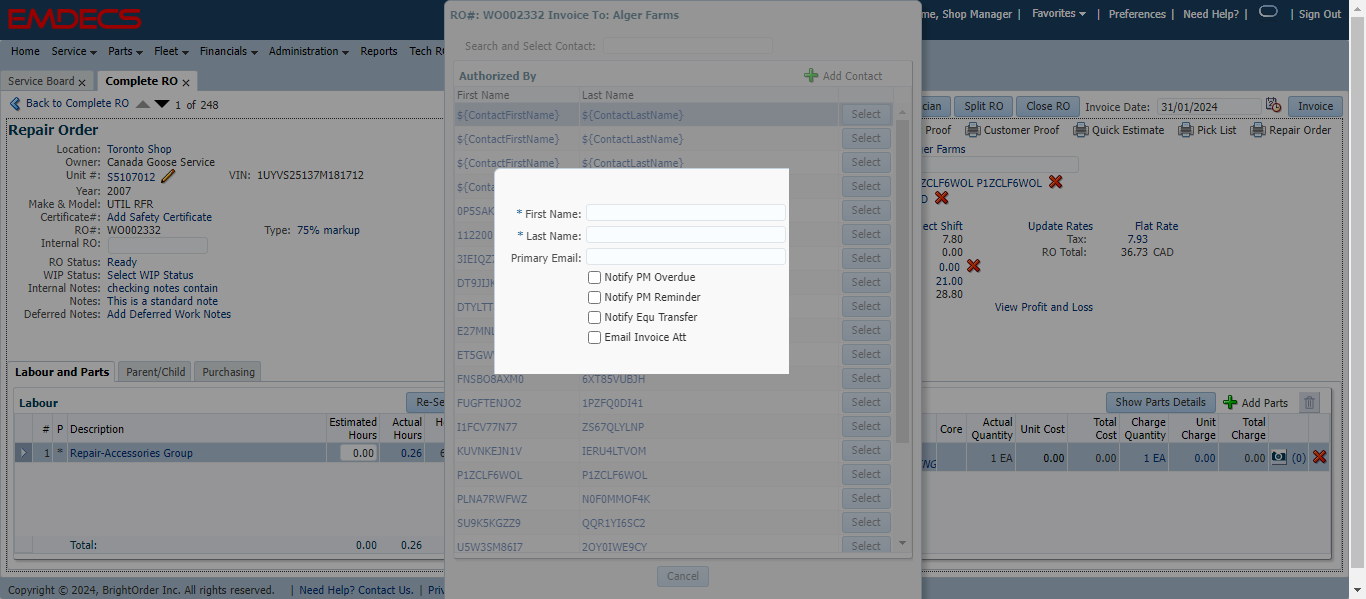 EMDECS
me, Shop Manager | Favorites | Preferences | Need Help? | | Sign Out
Home Service Parts Fleet Financials Administration Reports Tech RO
Service Board x Complete RO x
Back to Complete RO 1 of 248
cian Split RO Close RO Invoice Date: 31/01/2024 Invoice
Proof Customer Proof Quick Estimate Pick List Repair Order
Repair Order
Location: Toronto Shop
Owner: Canada Goose Service
Unit #: S5107012 VIN: 1UYVS25137M181712
Year: 2007
Make & Model: UTIL RFR
Certificate#: Add Safety Certificate
RO#: WO002332 Type: 75% markup
Internal RO:
RO Status: Ready
WIP Status: Select WIP Status
Internal Notes: checking notes contain
Notes: This is a standard note
Deferred Notes: Add Deferred Work Notes
er Farms
ZCLF6WOL P1ZCLF6WOL
ect Shift Update Rates Flat Rate
7.80 Tax: 7.93
0.00 RO Total: 36.73 CAD
0.00
21.00
28.80
View Profit and Loss
RO#: WO002332 Invoice To: Alger Farms
Search and Select Contact:
Authorized By Add Contact
First Name Last Name
${ContactFirstName} ${ContactLastName} Select
${ContactFirstName} ${ContactLastName} Select
${ContactFirstName} ${ContactLastName} Select
${Conta Select
0P5SAK Select
112200 Select
3IEIQZ Select
DT9JIJK Select
DTYLTT Select
E27MNL Select
ET5GW Select
FNSBO8AXM0 6XT85VUBJH Select
FUGFTENJO2 1PZFQ0DI41 Select
I1FCV77N77 ZS67QLYLNP Select
KUVNKEJN1V IERU4LTVOM Select
P1ZCLF6WOL P1ZCLF6WOL Select
PLNA7RWFWZ N0F0MMOF4K Select
SU9K5KGZZ9 QQR1YI6SC2 Select
U5W3SM86I7 2OY0IWE9CY Select
Cancel
* First Name:
* Last Name:
Primary Email:
Notify PM Overdue
Notify PM Reminder
Notify Equ Transfer
Email Invoice Att
Labour and Parts Parent/Child Purchasing
Labour Re-Se
# P Description Estimated Hours Actual Hours H
1 * Repair-Accessories Group 0.00 0.26 6
Total: 0.00 0.26
Show Parts Details Add Parts
Core Actual Quantity Unit Cost Total Cost Charge Quantity Unit Charge Total Charge
NG 1 EA 0.00 0.00 1 EA 0.00 0.00 (0)
Copyright © 2024, BrightOrder Inc. All rights reserved. | Need Help? Contact Us. | Priv